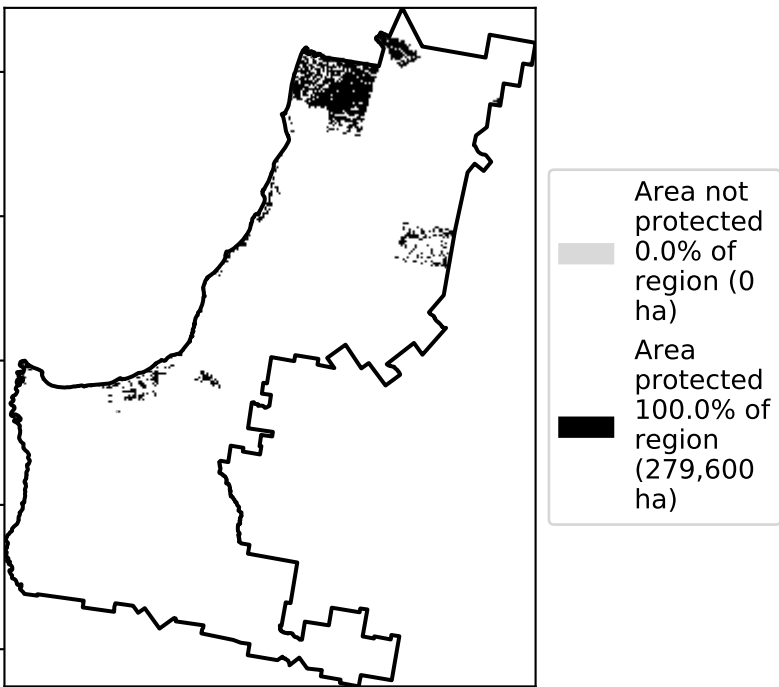 Area not
protected
0.0% of
region (0
ha)
Area
protected
100.0% of
region
(279,600
ha)